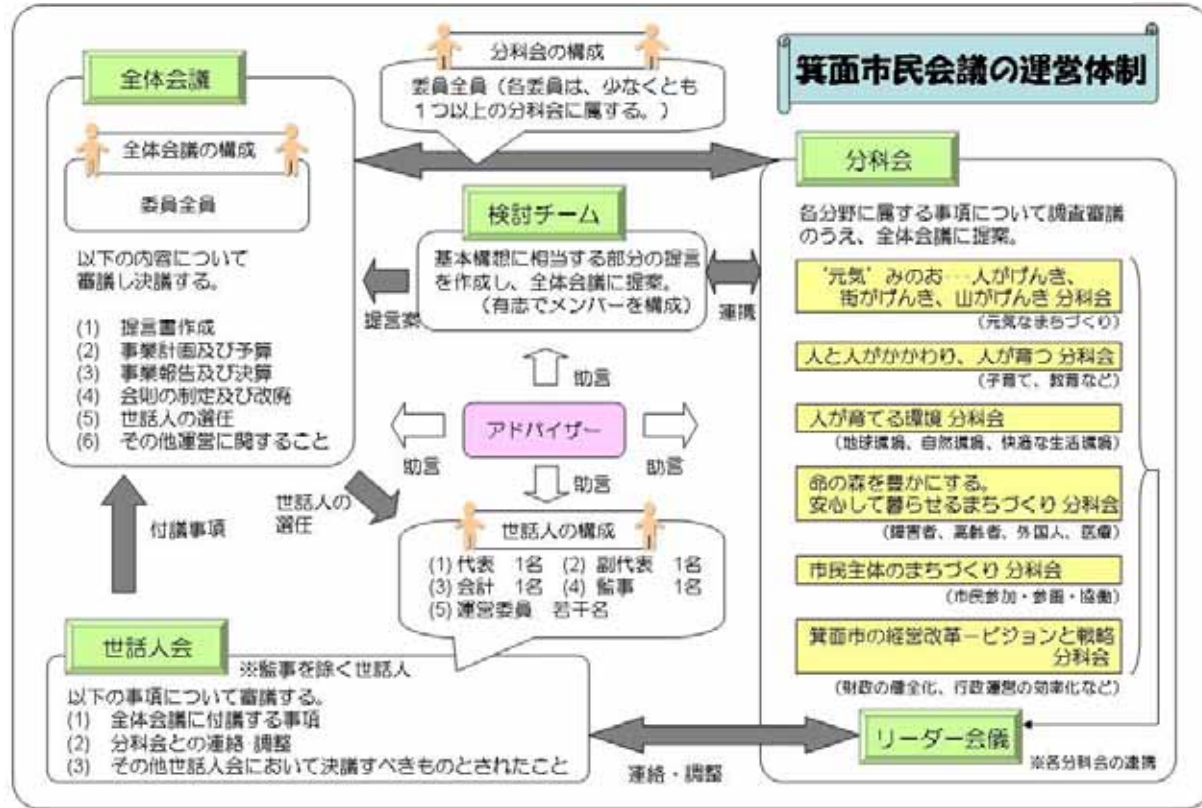 箕面市民会議の運営体制
分科会の構成
委員全員（各委員は、少なくとも
１つ以上の分科会に属する。）
全体会議
全体会議の構成
委員全員
以下の内容について
審議し決議する。
(1) 提言書作成
(2) 事業計画及び予算
(3) 事業報告及び決算
(4) 会則の制定及び改廃
(5) 世話人の選任
(6) その他運営に関すること
検討チーム
基本構想に相当する部分の提言
を作成し、全体会議に提案。
（有志でメンバーを構成）
提言案
連携
助言
アドバイザー
助言
助言
助言
分科会
各分野に属する事項について調査審議
のうえ、全体会議に提案。
‘元気’みのお…人がげんき、
街がげんき、山がげんき 分科会
（元気なまちづくり）
人と人がかかわり、人が育つ 分科会
（子育て、教育など）
人が育てる環境 分科会
（地球環境、自然環境、快適な生活環境）
命の森を豊かにする。
安心して暮らせるまちづくり 分科会
（障害者、高齢者、外国人、医療）
市民主体のまちづくり 分科会
（市民参加・参画・協働）
箕面市の経営改革－ビジョンと戦略
分科会
（財政の健全化、行政運営の効率化など）
リーダー会儀
※各分科会の連携
付議事項
世話人の
選任
世話人の構成
(1) 代表 1名 (2) 副代表 1名
(3) 会計 1名 (4) 監事 1名
(5) 運営委員 若干名
世話人会
※監事を除く世話人
以下の事項について審議する。
(1) 全体会議に付議する事項
(2) 分科会との連絡・調整
(3) その他世話人会において決議すべきものとされたこと
連絡・調整